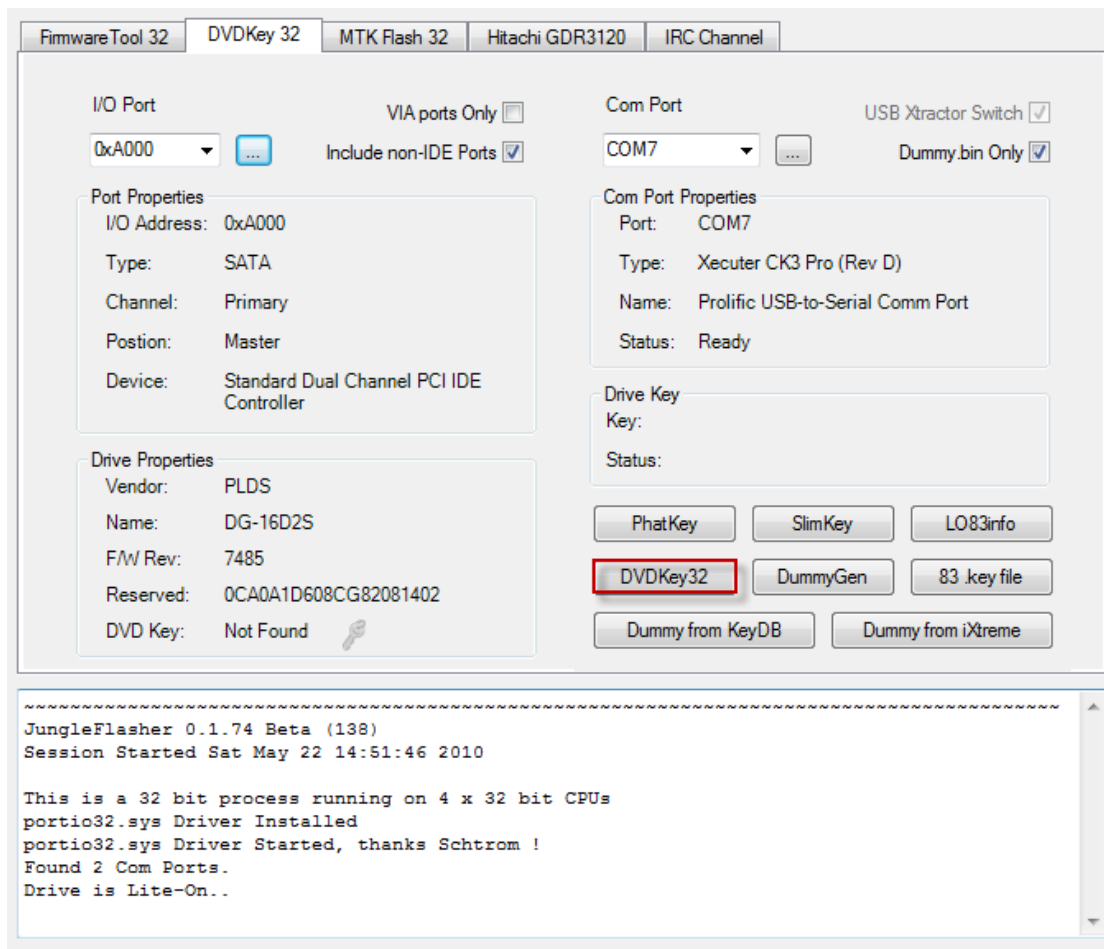 FirmwareTool 32
DVDKey 32
MTK Flash 32
Hitachi GDR3120
IRC Channel
I/O Port
VIA ports Only
0xA000
...
Include non-IDE Ports
Port Properties
I/O Address: 0xA000
Type: SATA
Channel: Primary
Postion: Master
Device: Standard Dual Channel PCI IDE
Controller
Drive Properties
Vendor: PLDS
Name: DG-16D2S
F/W Rev: 7485
Reserved: 0CA0A1D608CG82081402
DVD Key: Not Found
Com Port
USB Xtractor Switch
COM7
...
Dummy.bin Only
Com Port Properties
Port: COM7
Type: Xecuter CK3 Pro (Rev D)
Name: Prolific USB-to-Serial Comm Port
Status: Ready
Drive Key
Key:
Status:
PhatKey
SlimKey
LO83info
DVDKey32
DummyGen
83 .key file
Dummy from KeyDB
Dummy from iXtreme
~~~~~~~~~~~~~~~~~~~~~~~~~~~~~~~~~~~~~~~~~~~~~~~~~~~~~~~~~~~~~~~~~~~~~~~~~~~~~~~~~~~~~~~~~~
JungleFlasher 0.1.74 Beta (138)
Session Started Sat May 22 14:51:46 2010
This is a 32 bit process running on 4 x 32 bit CPUs
portio32.sys Driver Installed
portio32.sys Driver Started, thanks Schtrom !
Found 2 Com Ports.
Drive is Lite-On..